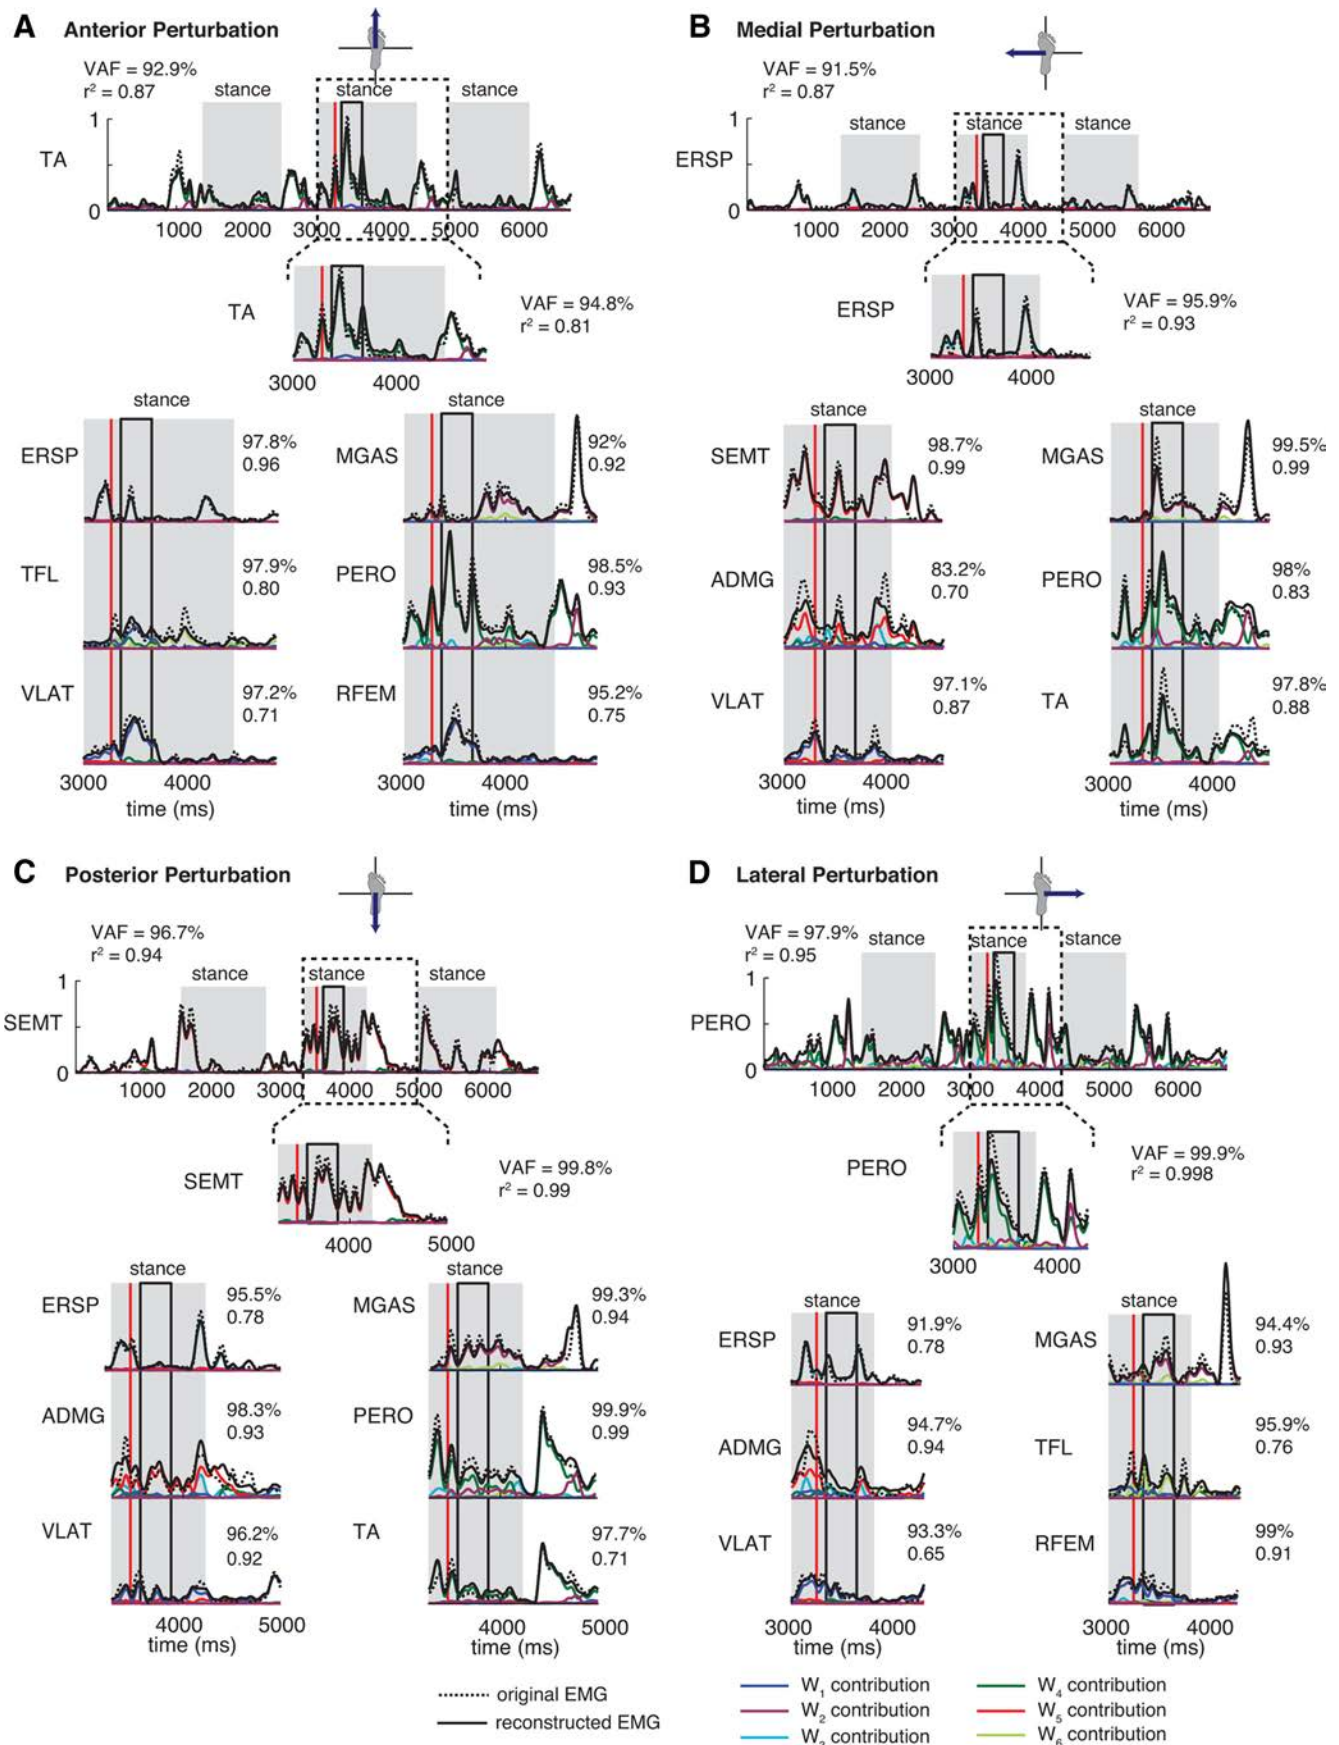 A Anterior Perturbation
VAF = 92.9%
r² = 0.87
stance
stance
stance
1
TA
0
1000 2000 3000 4000 5000 6000
TA
VAF = 94.8%
r² = 0.81
3000 4000
stance
stance
ERSP
97.8%
0.96
MGAS
92%
0.92
TFL
97.9%
0.80
PERO
98.5%
0.93
VLAT
97.2%
0.71
RFEM
95.2%
0.75
3000 4000
time (ms)
3000 4000
time (ms)
B Medial Perturbation
VAF = 91.5%
r² = 0.87
stance
stance
stance
1
ERSP
0
1000 2000 3000 4000 5000 6000
ERSP
VAF = 95.9%
r² = 0.93
3000 4000
stance
stance
SEMT
98.7%
0.99
MGAS
99.5%
0.99
ADMG
83.2%
0.70
PERO
98%
0.83
VLAT
97.1%
0.87
TA
97.8%
0.88
3000 4000
time (ms)
3000 4000
time (ms)
C Posterior Perturbation
VAF = 96.7%
r² = 0.94
stance
stance
stance
1
SEMT
0
1000 2000 3000 4000 5000 6000
SEMT
VAF = 99.8%
r² = 0.99
4000 5000
stance
stance
ERSP
95.5%
0.78
MGAS
99.3%
0.94
ADMG
98.3%
0.93
PERO
99.9%
0.99
VLAT
96.2%
0.92
TA
97.7%
0.71
4000 5000
time (ms)
4000 5000
time (ms)
D Lateral Perturbation
VAF = 97.9%
r² = 0.95
stance
stance
stance
1
PERO
0
1000 2000 3000 4000 5000 6000
PERO
VAF = 99.9%
r² = 0.998
3000 4000
stance
stance
ERSP
91.9%
0.78
MGAS
94.4%
0.93
ADMG
94.7%
0.94
TFL
95.9%
0.76
VLAT
93.3%
0.65
RFEM
99%
0.91
3000 4000
time (ms)
3000 4000
time (ms)
original EMG
reconstructed EMG
W₁ contribution
W₂ contribution
W₃ contribution
W₄ contribution
W₅ contribution
W₆ contribution